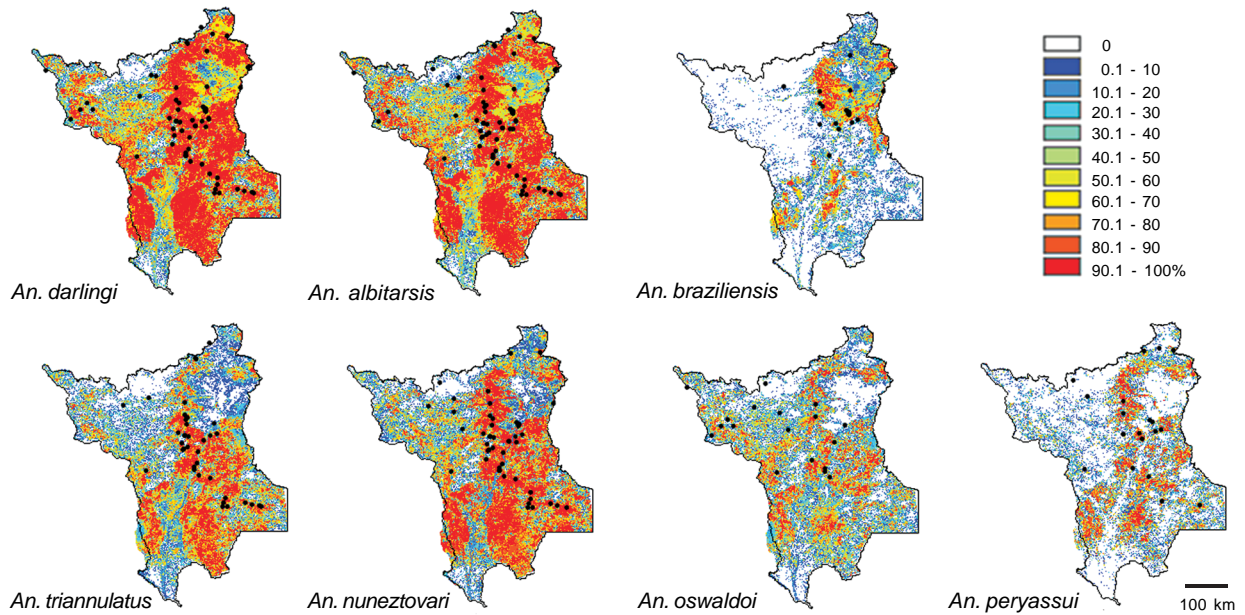 An. darlingi
An. albitarsis
An. braziliensis
0
0.1 - 10
10.1 - 20
20.1 - 30
30.1 - 40
40.1 - 50
50.1 - 60
60.1 - 70
70.1 - 80
80.1 - 90
90.1 - 100%
An. triannulatus
An. nuneztovari
An. oswaldoi
An. peryassui
100 km